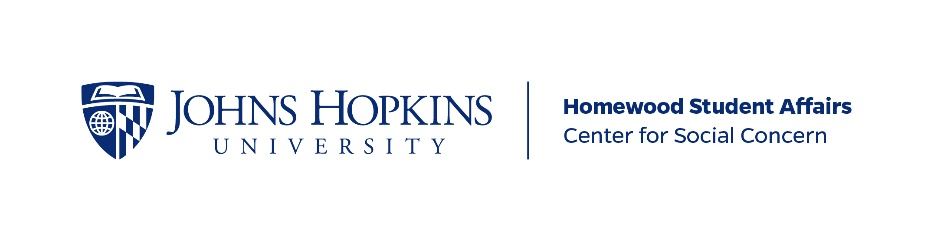 JOHNS HOPKINS
UNIVERSITY
Homewood Student Affairs
Center for Social Concern